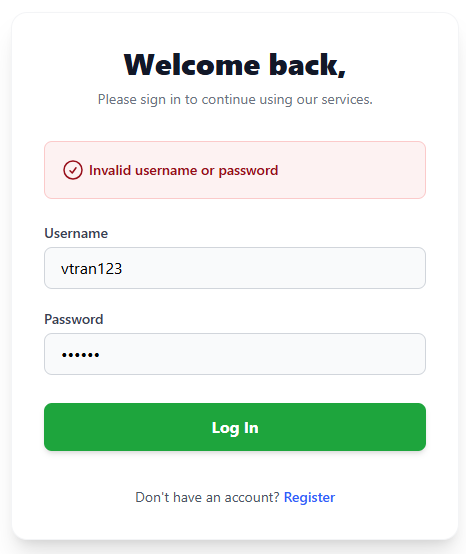 Welcome back,
Please sign in to continue using our services.
Invalid username or password
Username
vtran123
Password
••••••
Log In
Don't have an account? Register